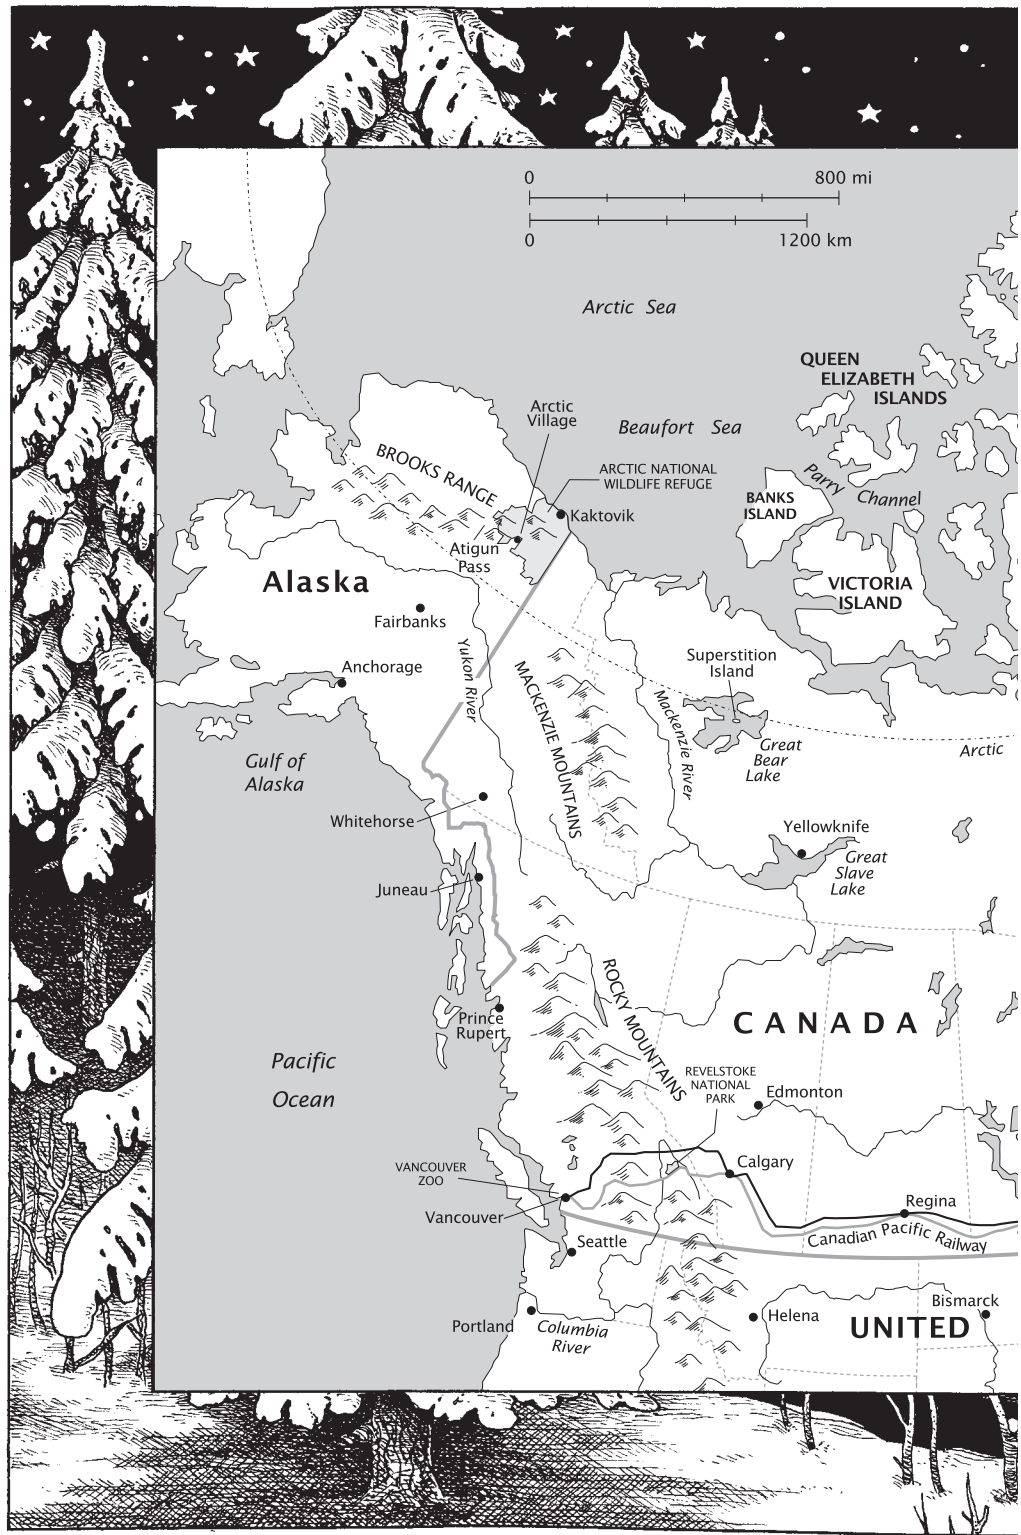 0 800 mi
0 1200 km
Arctic Sea
QUEEN
ELIZABETH
ISLANDS
Arctic
Village
Beaufort Sea
BROOKS RANGE
ARCTIC NATIONAL
WILDLIFE REFUGE
Parry Channel
BANKS
ISLAND
Kaktovik
Atigun
Pass
Alaska
VICTORIA
ISLAND
Fairbanks
Yukon River
Anchorage
Superstition
Island
MACKENZIE MOUNTAINS
Mackenzie River
Great
Bear
Lake
Arctic
Gulf of
Alaska
Whitehorse
Yellowknife
Great
Slave
Lake
Juneau
ROCKY MOUNTAINS
Prince
Rupert
CANADA
Pacific
Ocean
REVELSTOKE
NATIONAL
PARK
Edmonton
VANCOUVER
ZOO
Calgary
Vancouver
Regina
Canadian Pacific Railway
Seattle
Portland
Columbia
River
Helena
Bismarck
UNITED